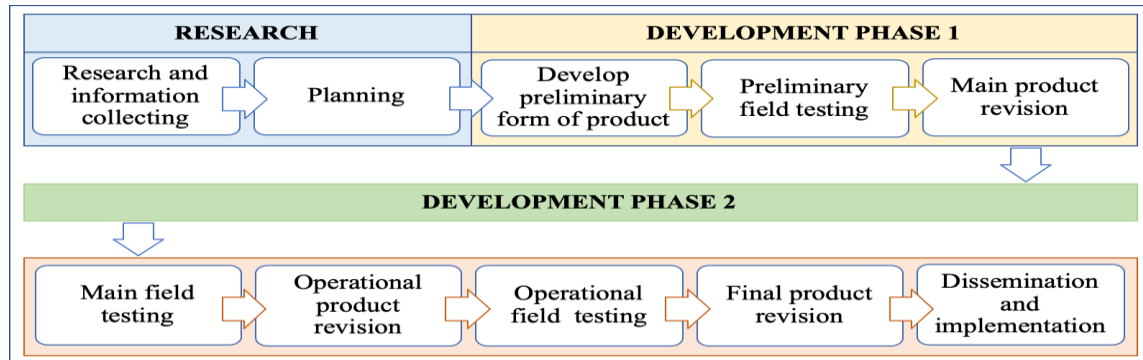 RESEARCH
DEVELOPMENT PHASE 1
Research and
information
collecting
Planning
Develop
preliminary
form of product
Preliminary
field testing
Main product
revision
DEVELOPMENT PHASE 2
Main field
testing
Operational
product
revision
Operational
field testing
Final product
revision
Dissemination
and
implementation